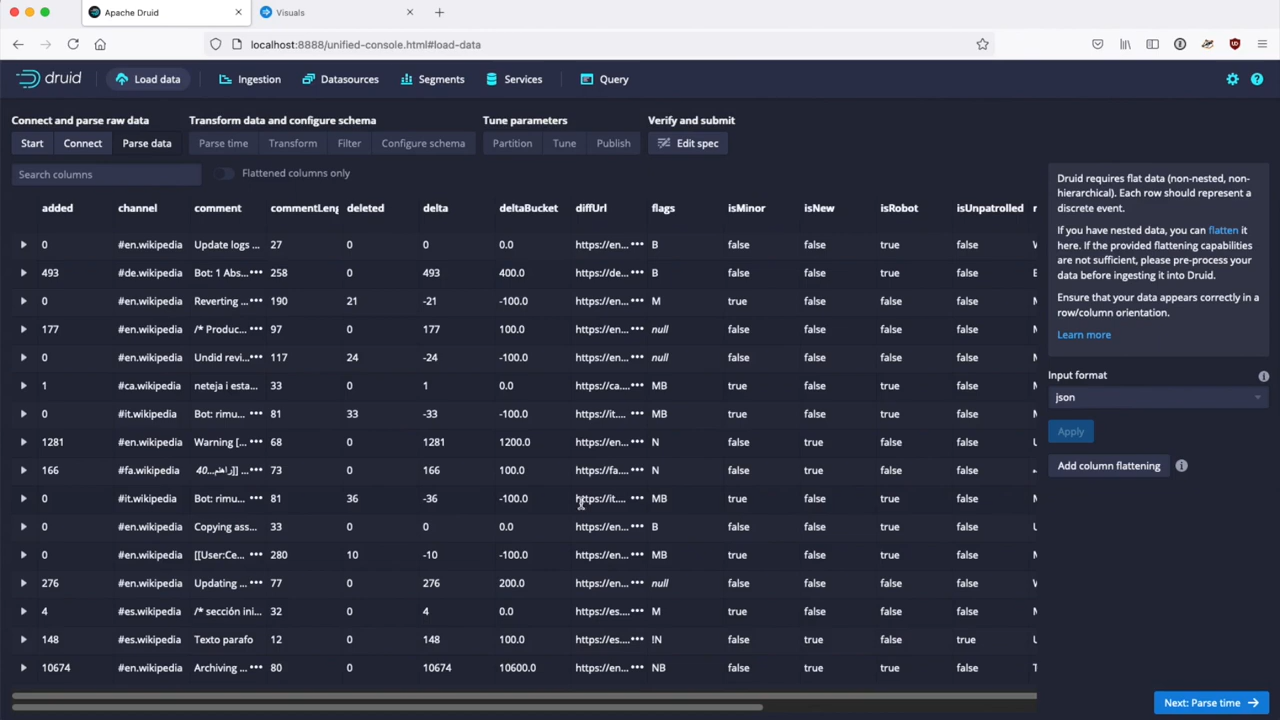 Apache Druid
Visuals
localhost:8888/unified-console.html#load-data
druid Load data Ingestion Datasources Segments Services Query
Connect and parse raw data Transform data and configure schema Tune parameters Verify and submit
Start Connect Parse data Parse time Transform Filter Configure schema Partition Tune Publish Edit spec
Search columns Flattened columns only
added channel comment commentLeng deleted delta deltaBucket diffUrl flags isMinor isNew isRobot isUnpatrolled
0 #en.wikipedia Update logs ... 27 0 0 0.0 https://en... ••• B false false true false
493 #de.wikipedia Bot: 1 Abs... ••• 258 0 493 400.0 https://de... ••• B false false true false
0 #en.wikipedia Reverting ... ••• 190 21 -21 -100.0 https://en... ••• M true false true false
177 #en.wikipedia /* Produc... ••• 97 0 177 100.0 https://en... ••• null false false false false
0 #en.wikipedia Undid revi... ••• 117 24 -24 -100.0 https://en... ••• null false false false false
1 #ca.wikipedia neteja i esta... 33 0 1 0.0 https://ca.... ••• MB true false true false
0 #it.wikipedia Bot: rimu... ••• 81 33 -33 -100.0 https://it.... ••• MB true false true false
1281 #en.wikipedia Warning [... ••• 68 0 1281 1200.0 https://en... ••• N false true false false
166 #fa.wikipedia ••• 73 0 166 100.0 https://fa.... ••• N false true false false
0 #it.wikipedia Bot: rimu... ••• 81 36 -36 -100.0 https://it.... ••• MB true false true false
0 #en.wikipedia Copying ass... 33 0 0 0.0 https://en... ••• B false false true false
0 #en.wikipedia [[User:Ce... ••• 280 10 -10 -100.0 https://en... ••• MB true false true false
276 #en.wikipedia Updating ... ••• 77 0 276 200.0 https://en... ••• null false false false false
4 #es.wikipedia /* sección ini... 32 0 4 0.0 https://es.... ••• M true false false false
148 #es.wikipedia Texto parafo 12 0 148 100.0 https://es.... ••• !N false true false true
10674 #en.wikipedia Archiving ... ••• 80 0 10674 10600.0 https://en... ••• NB false true true false
Druid requires flat data (non-nested, non-
hierarchical). Each row should represent a
discrete event.
If you have nested data, you can flatten it
here. If the provided flattening capabilities
are not sufficient, please pre-process your
data before ingesting it into Druid.
Ensure that your data appears correctly in a
row/column orientation.
Learn more
Input format
json
Apply
Add column flattening
Next: Parse time